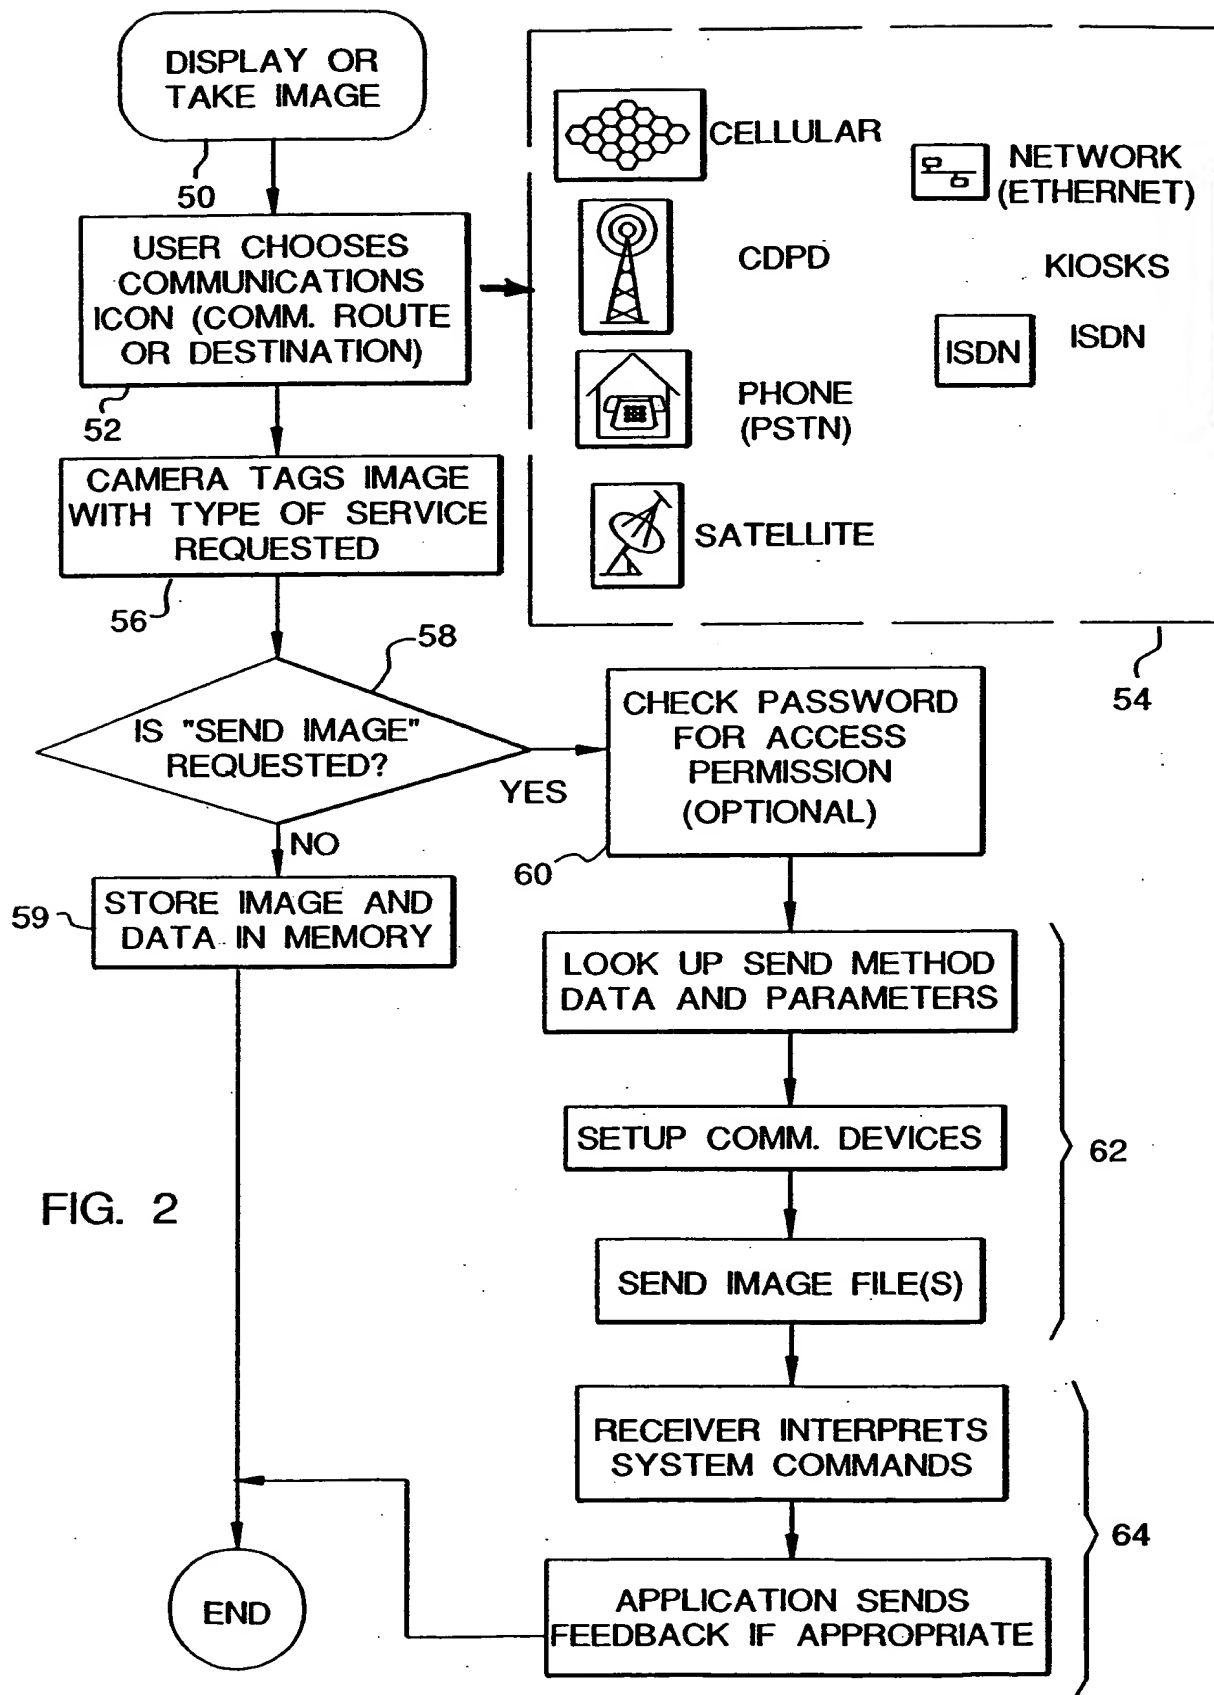 DISPLAY OR
TAKE IMAGE
50
USER CHOOSES
COMMUNICATIONS
ICON (COMM. ROUTE
OR DESTINATION)
52
CELLULAR
CDPD
PHONE
(PSTN)
SATELLITE
NETWORK
(ETHERNET)
KIOSKS
ISDN
ISDN
54
CAMERA TAGS IMAGE
WITH TYPE OF SERVICE
REQUESTED
56
58
IS "SEND IMAGE"
REQUESTED?
YES
NO
CHECK PASSWORD
FOR ACCESS
PERMISSION
(OPTIONAL)
60
59
STORE IMAGE AND
DATA IN MEMORY
LOOK UP SEND METHOD
DATA AND PARAMETERS
SETUP COMM. DEVICES
62
SEND IMAGE FILE(S)
FIG. 2
RECEIVER INTERPRETS
SYSTEM COMMANDS
64
APPLICATION SENDS
FEEDBACK IF APPROPRIATE
END